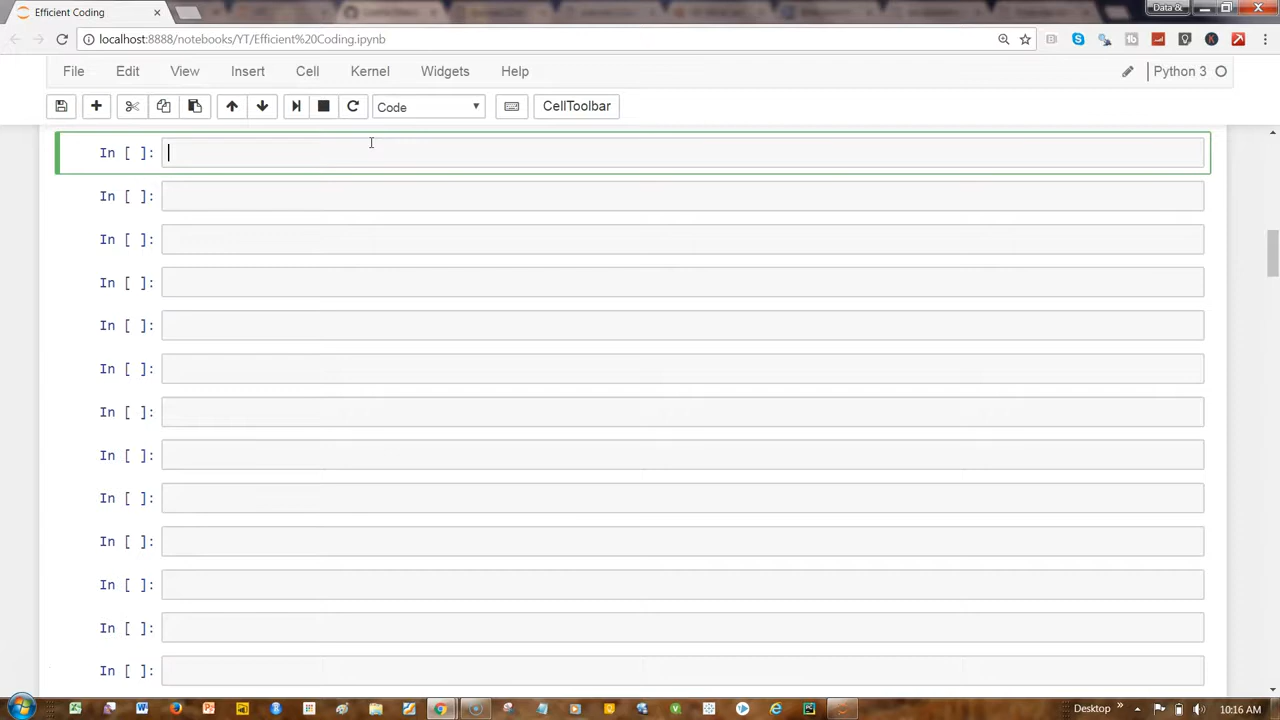 Efficient Coding
Data &
localhost:8888/notebooks/YT/Efficient%20Coding.ipynb
File Edit View Insert Cell Kernel Widgets Help
Python 3
Code
CellToolbar
In [ ]:
In [ ]:
In [ ]:
In [ ]:
In [ ]:
In [ ]:
In [ ]:
In [ ]:
In [ ]:
In [ ]:
In [ ]:
In [ ]:
In [ ]:
Desktop
10:16 AM